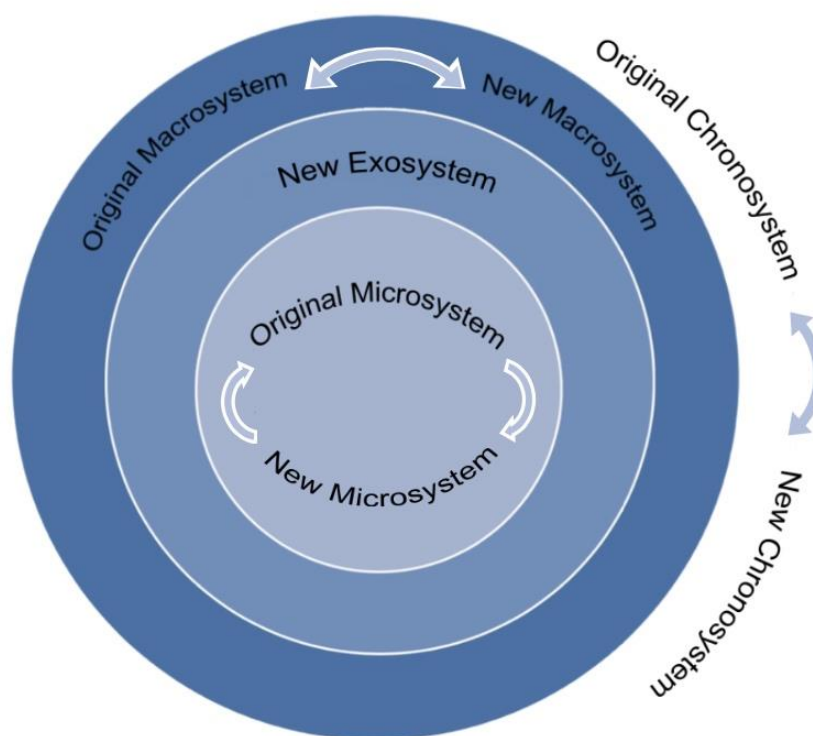 Original Macrosystem
New Macrosystem
Original Chronosystem
New Exosystem
Original Microsystem
New Microsystem
New Chronosystem